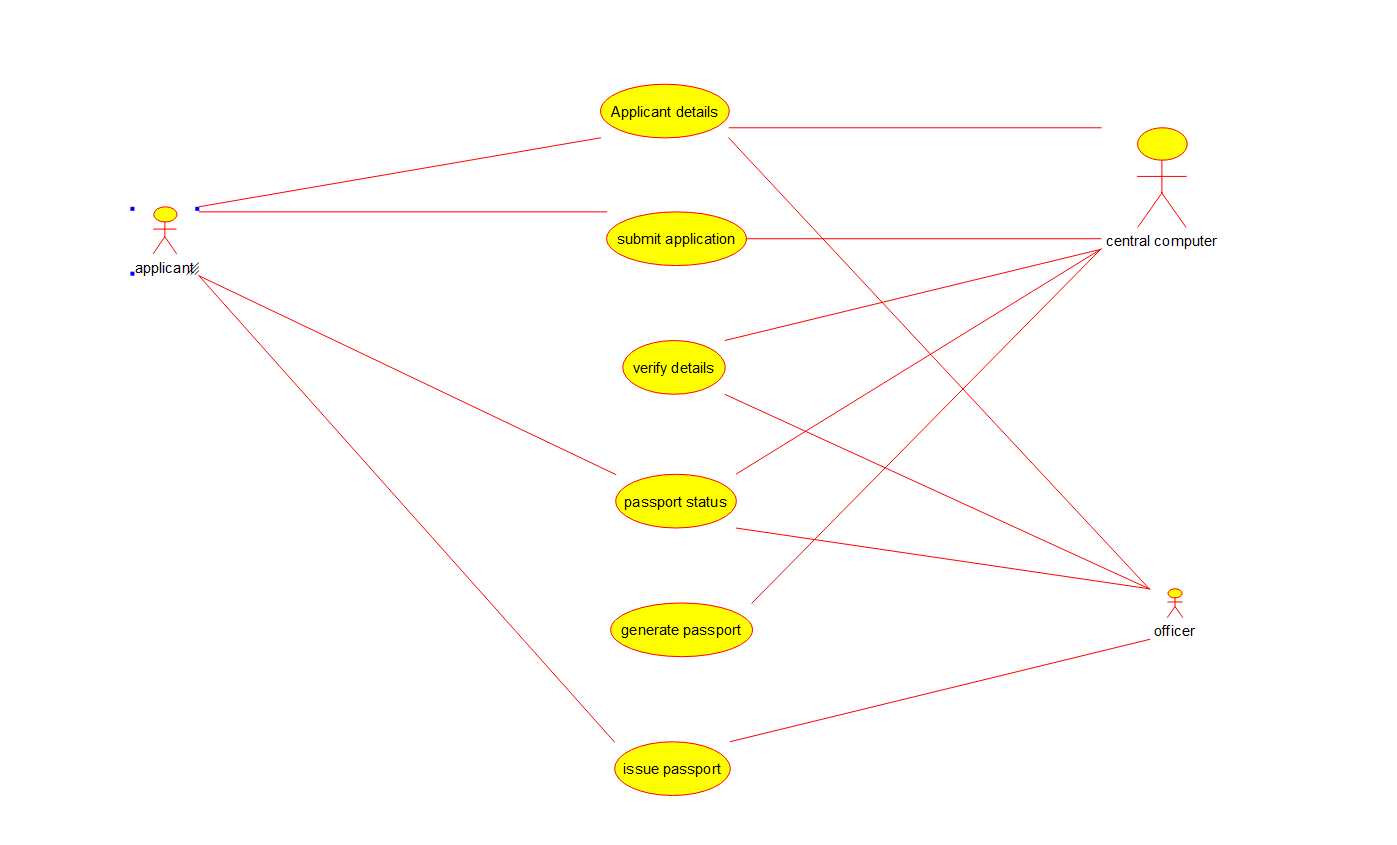 Applicant details
applicant
submit application
central computer
verify details
passport status
generate passport
officer
issue passport